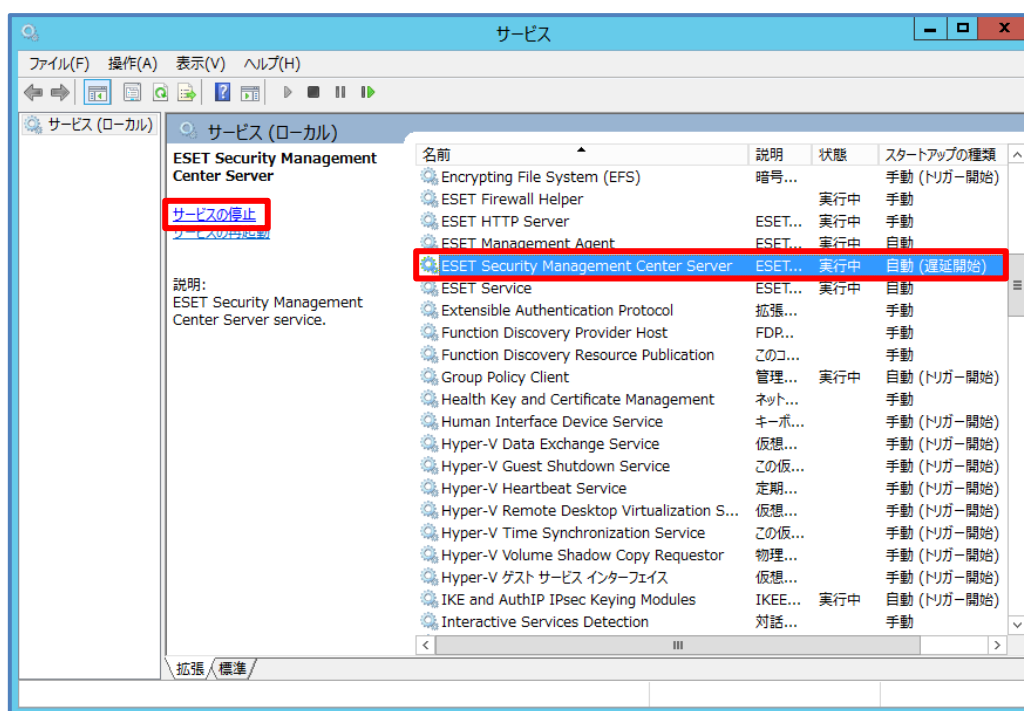 サービス
ファイル(F) 操作(A) 表示(V) ヘルプ(H)
サービス (ローカル)
サービス (ローカル)
ESET Security Management
Center Server
サービスの停止
サービスの再起動
説明:
ESET Security Management
Center Server service.
名前 説明 状態 スタートアップの種類
Encrypting File System (EFS) 暗号... 手動 (トリガー開始)
ESET Firewall Helper 実行中 手動
ESET HTTP Server ESET... 実行中 手動
ESET Management Agent ESET... 実行中 自動
ESET Security Management Center Server ESET... 実行中 自動 (遅延開始)
ESET Service ESET... 実行中 自動
Extensible Authentication Protocol 拡張... 手動
Function Discovery Provider Host FDP... 手動
Function Discovery Resource Publication このコ... 手動
Group Policy Client 管理... 実行中 自動 (トリガー開始)
Health Key and Certificate Management ネット... 手動
Human Interface Device Service キーボ... 手動 (トリガー開始)
Hyper-V Data Exchange Service 仮想... 手動 (トリガー開始)
Hyper-V Guest Shutdown Service この仮... 手動 (トリガー開始)
Hyper-V Heartbeat Service 定期... 手動 (トリガー開始)
Hyper-V Remote Desktop Virtualization S... 仮想... 手動 (トリガー開始)
Hyper-V Time Synchronization Service この仮... 手動 (トリガー開始)
Hyper-V Volume Shadow Copy Requestor 物理... 手動 (トリガー開始)
Hyper-V ゲスト サービス インターフェイス 仮想... 手動 (トリガー開始)
IKE and AuthIP IPsec Keying Modules IKEE... 実行中 自動 (トリガー開始)
Interactive Services Detection 対話... 手動
拡張 標準